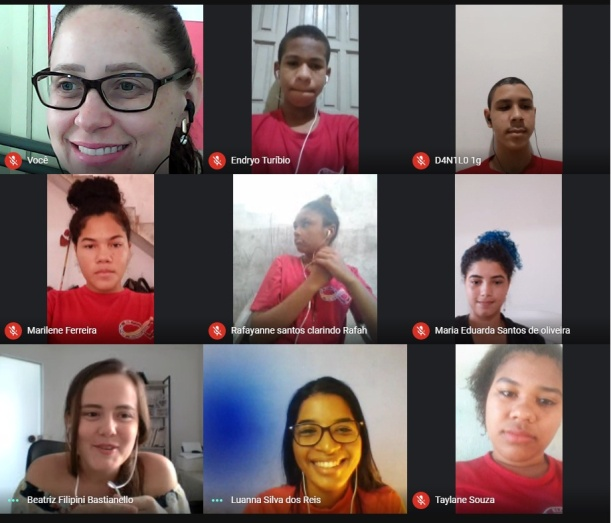 Você
Endryo Turíbio
D4N1L0 1g
Marilene Ferreira
Rafayanne santos clarindo Rafah
Maria Eduarda Santos de oliveira
Beatriz Filipini Bastianello
Luanna Silva dos Reis
Taylane Souza